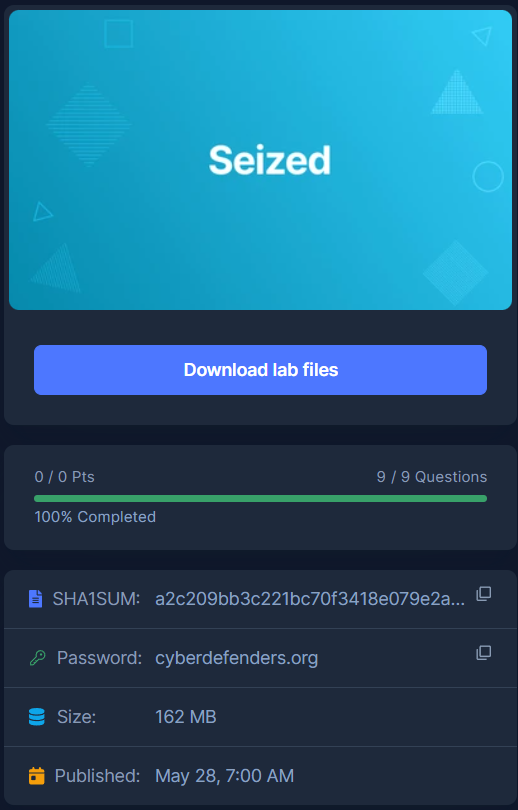 Seized
Download lab files
0 / 0 Pts 9 / 9 Questions
100% Completed
SHA1SUM: a2c209bb3c221bc70f3418e079e2a...
Password: cyberdefenders.org
Size: 162 MB
Published: May 28, 7:00 AM